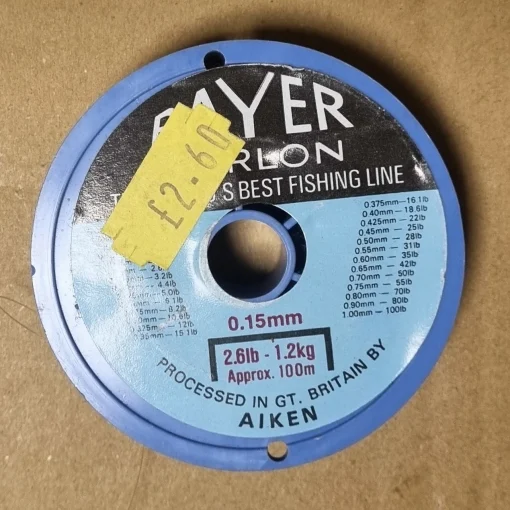 BAYER
PERLON
S BEST FISHING LINE
£2.60
0.375mm—16.1lb
0.40mm — 18.6lb
0.425mm — 22lb
0.45mm — 25lb
0.50mm — 28lb
0.55mm — 31lb
0.60mm — 35lb
0.65mm — 42lb
0.70mm — 50lb
0.75mm — 55lb
0.80mm — 70lb
0.90mm — 80lb
1.00mm — 100lb
3.2lb
4.4lb
5.0lb
6.1lb
8.2lb
10.6lb
12lb
15.1lb
0.15mm
2.6lb - 1.2kg
Approx. 100m
PROCESSED IN GT. BRITAIN BY
AIKEN